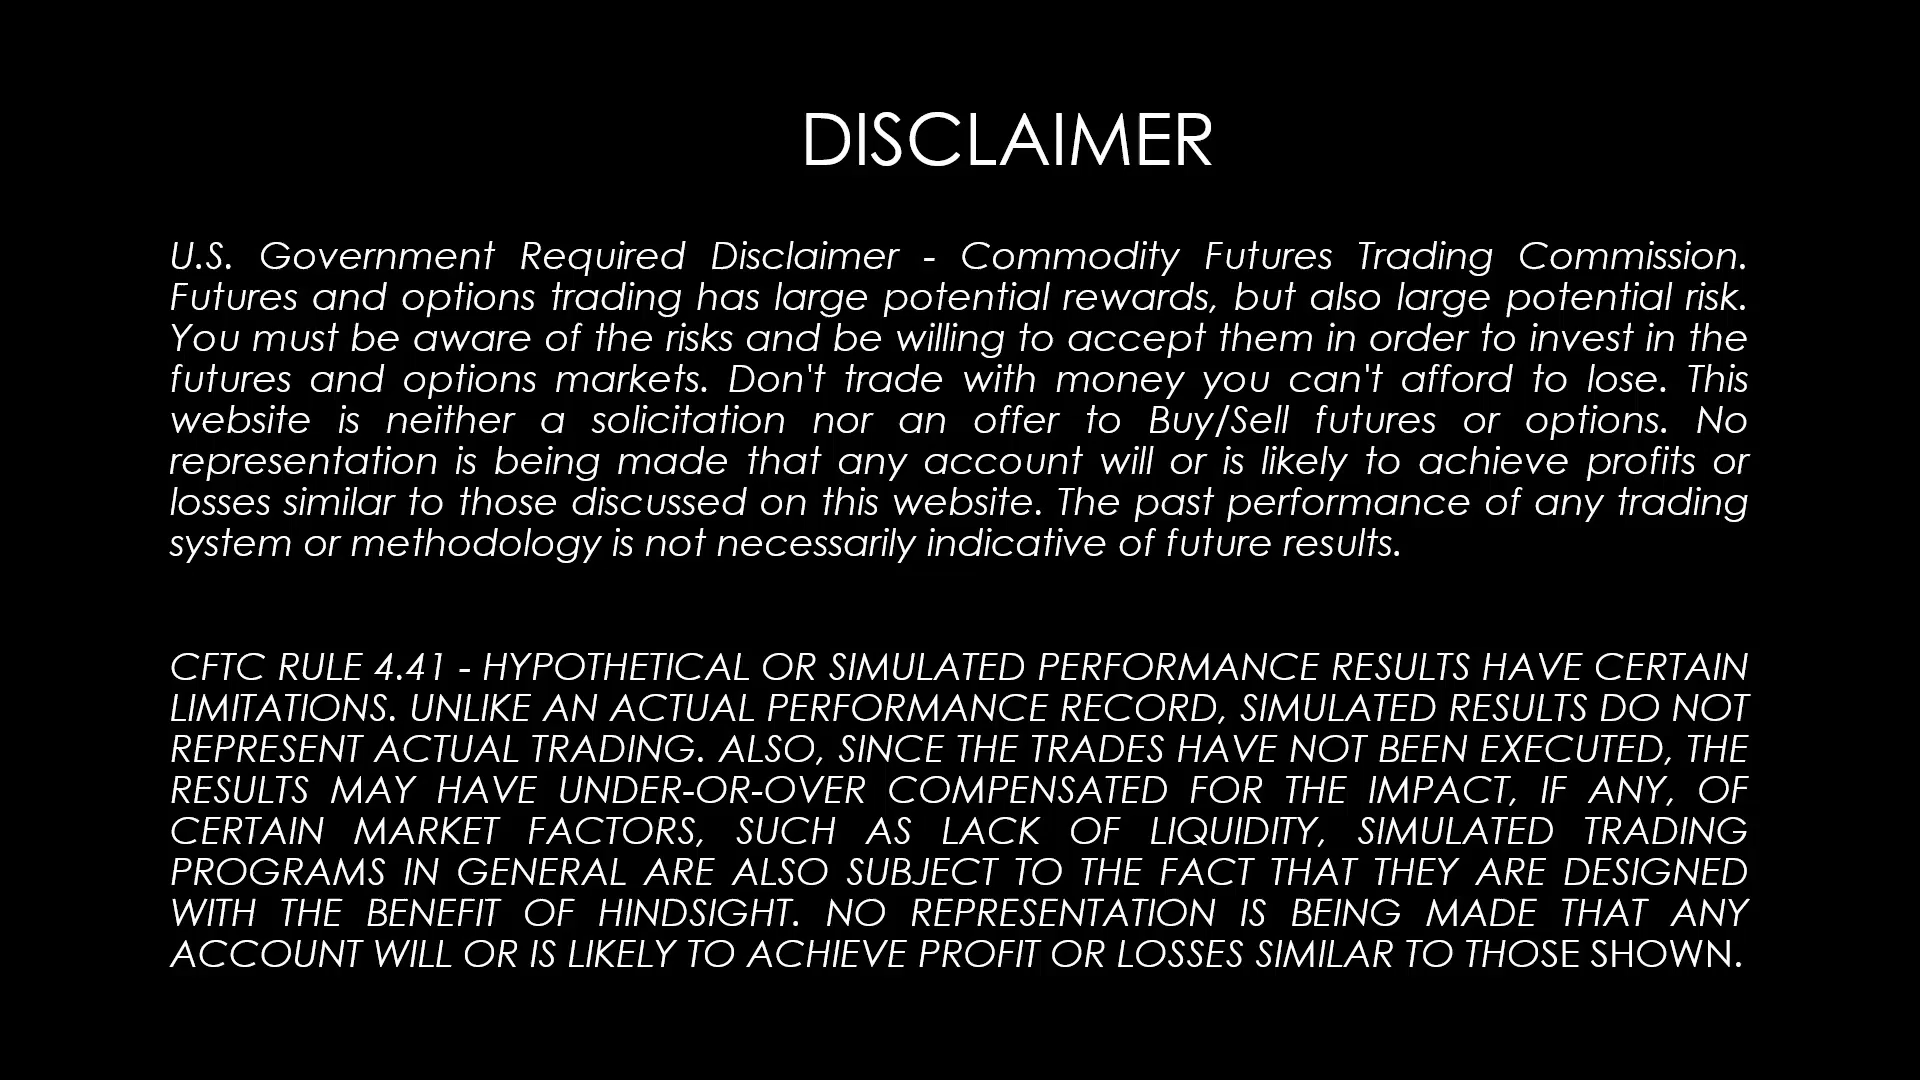 DISCLAIMER
U.S. Government Required Disclaimer - Commodity Futures Trading Commission.
Futures and options trading has large potential rewards, but also large potential risk.
You must be aware of the risks and be willing to accept them in order to invest in the
futures and options markets. Don't trade with money you can't afford to lose. This
website is neither a solicitation nor an offer to Buy/Sell futures or options. No
representation is being made that any account will or is likely to achieve profits or
losses similar to those discussed on this website. The past performance of any trading
system or methodology is not necessarily indicative of future results.
CFTC RULE 4.41 - HYPOTHETICAL OR SIMULATED PERFORMANCE RESULTS HAVE CERTAIN
LIMITATIONS. UNLIKE AN ACTUAL PERFORMANCE RECORD, SIMULATED RESULTS DO NOT
REPRESENT ACTUAL TRADING. ALSO, SINCE THE TRADES HAVE NOT BEEN EXECUTED, THE
RESULTS MAY HAVE UNDER-OR-OVER COMPENSATED FOR THE IMPACT, IF ANY, OF
CERTAIN MARKET FACTORS, SUCH AS LACK OF LIQUIDITY, SIMULATED TRADING
PROGRAMS IN GENERAL ARE ALSO SUBJECT TO THE FACT THAT THEY ARE DESIGNED
WITH THE BENEFIT OF HINDSIGHT. NO REPRESENTATION IS BEING MADE THAT ANY
ACCOUNT WILL OR IS LIKELY TO ACHIEVE PROFIT OR LOSSES SIMILAR TO THOSE SHOWN.